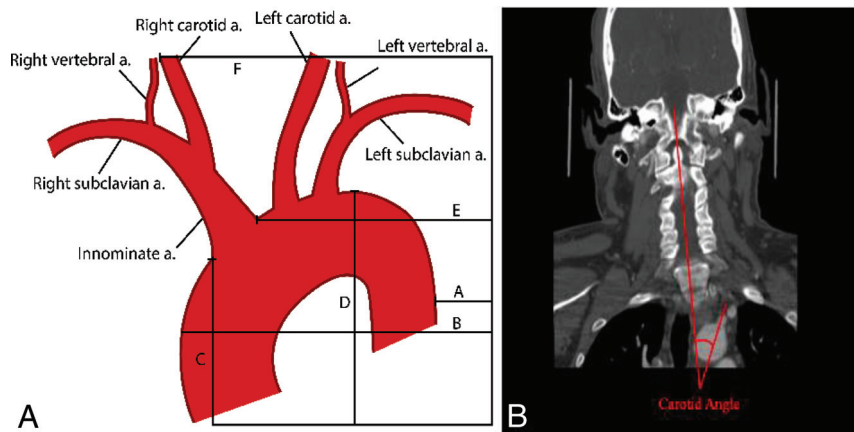 Right carotid a.
Left carotid a.
Right vertebral a.
Left vertebral a.
F
Left subclavian a.
Right subclavian a.
E
Innominate a.
A
D
B
C
Carotid Angle
A
B